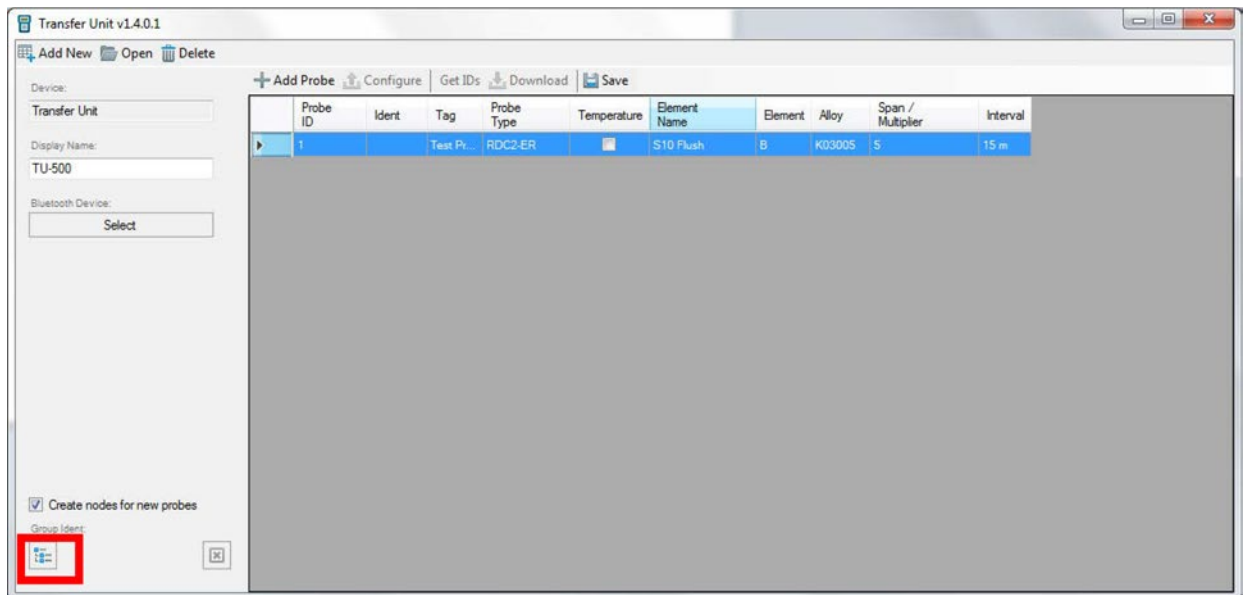 Transfer Unit v1.4.0.1
Add New Open Delete
Device:
Transfer Unit
Display Name:
TU-500
Bluetooth Device:
Select
Create nodes for new probes
Group Ident:
Add Probe Configure Get IDs Download Save
Probe ID Ident Tag Probe Type Temperature Element Name Element Alloy Span / Multiplier Interval
1 Test Pr... RDC2-ER S10 Flush B K03005 5 15 m